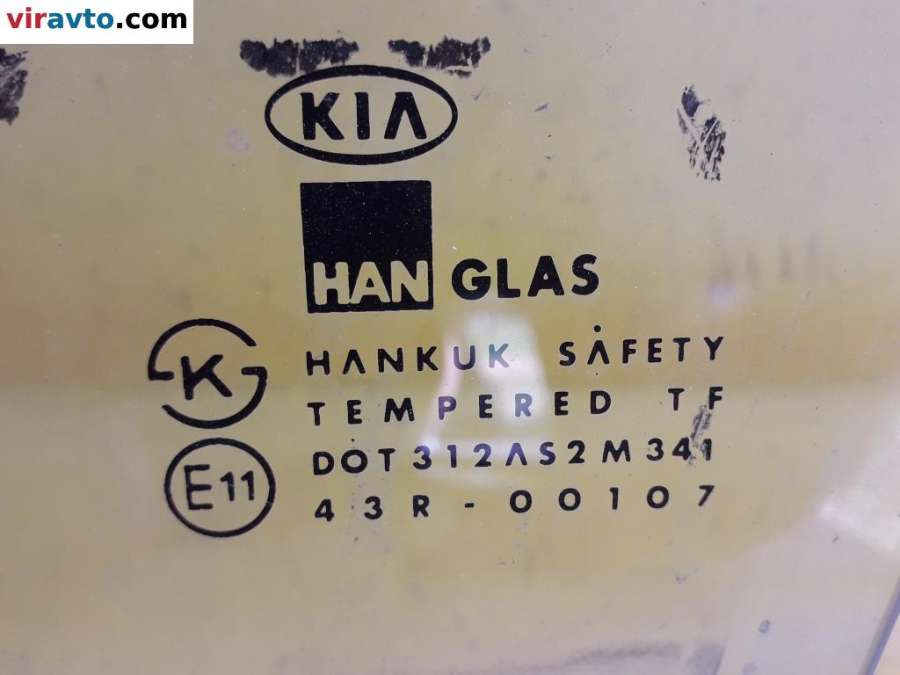 viravto.com
KIA
HAN GLAS
K HANKUK SAFETY
TEMPERED TF
DOT312AS2M341
E11 43R-00107